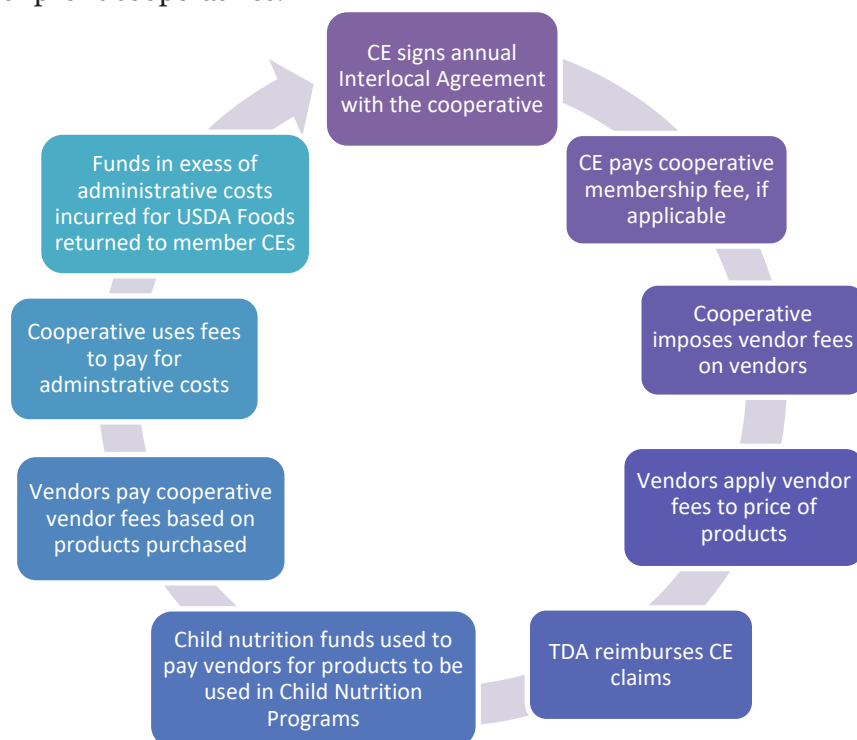 CE signs annual
Interlocal Agreement
with the cooperative
CE pays cooperative
membership fee, if
applicable
Cooperative
imposes vendor fees
on vendors
Vendors apply vendor
fees to price of
products
TDA reimburses CE
claims
Child nutrition funds used to
pay vendors for products to be
used in Child Nutrition
Programs
Vendors pay cooperative
vendor fees based on
products purchased
Cooperative uses fees
to pay for
adminstrative costs
Funds in exess of
administrative costs
incurred for USDA Foods
returned to member CEs